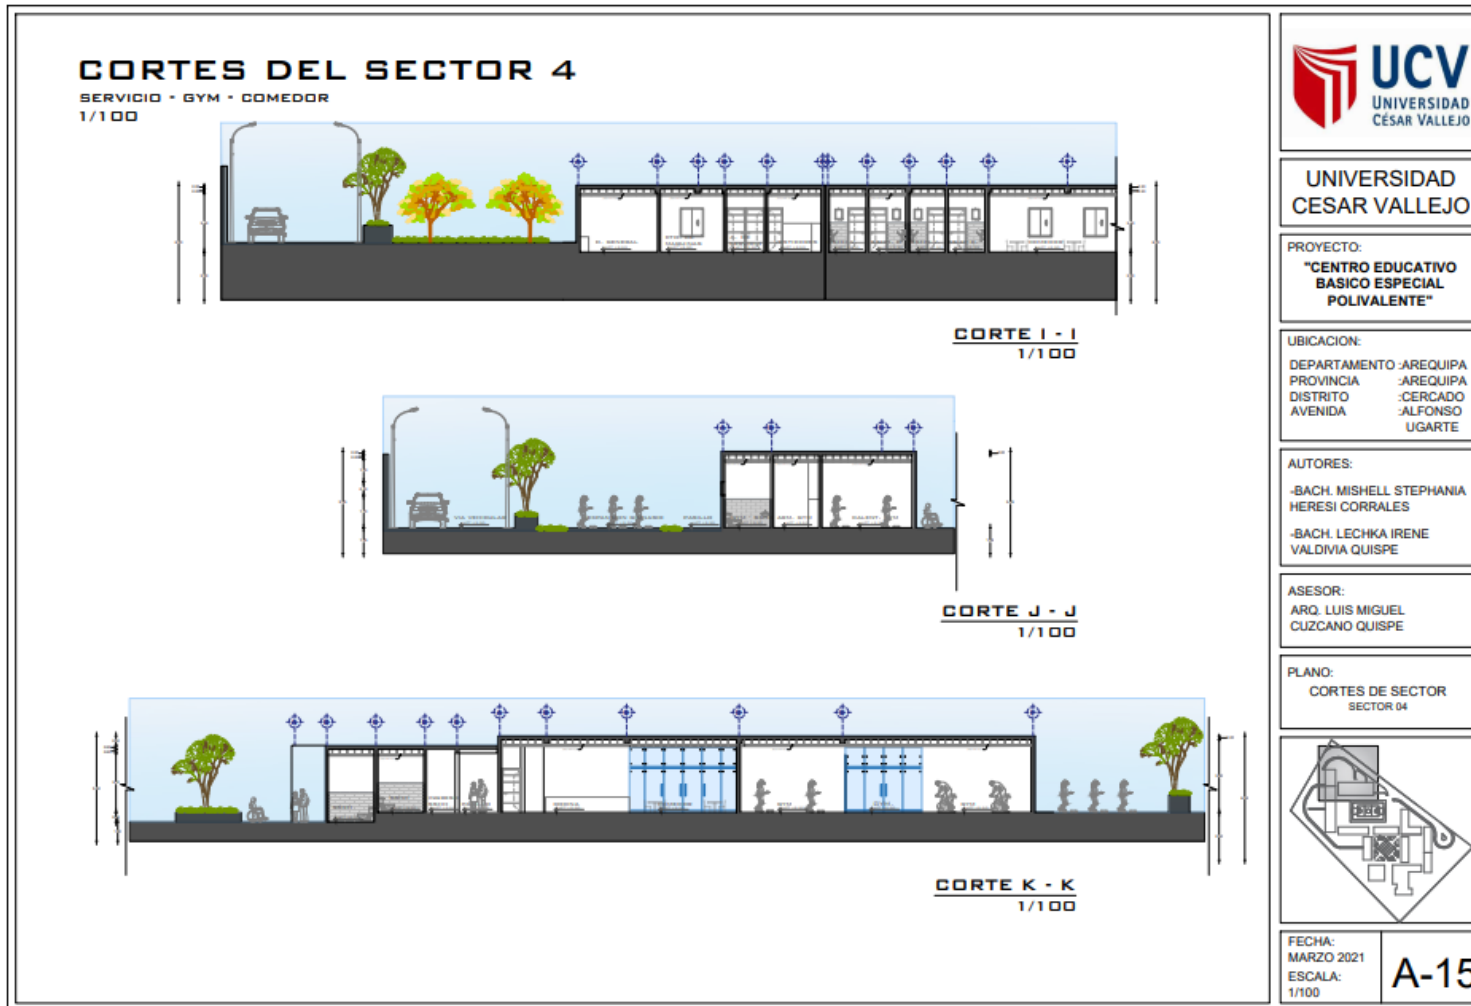 CORTES DEL SECTOR 4
SERVICIO - GYM - COMEDOR
1/100
CORTE I - I
1/100
CORTE J - J
1/100
CORTE K - K
1/100
UCV
UNIVERSIDAD
CÉSAR VALLEJO
UNIVERSIDAD
CESAR VALLEJO
PROYECTO:
"CENTRO EDUCATIVO
BASICO ESPECIAL
POLIVALENTE"
UBICACION:
DEPARTAMENTO :AREQUIPA
PROVINCIA :AREQUIPA
DISTRITO :CERCADO
AVENIDA :ALFONSO
UGARTE
AUTORES:
-BACH. MISHELL STEPHANIA
HERESI CORRALES
-BACH. LECHKA IRENE
VALDIVIA QUISPE
ASESOR:
ARQ. LUIS MIGUEL
CUZCANO QUISPE
PLANO:
CORTES DE SECTOR
SECTOR 04
FECHA:
MARZO 2021
ESCALA:
1/100
A-15